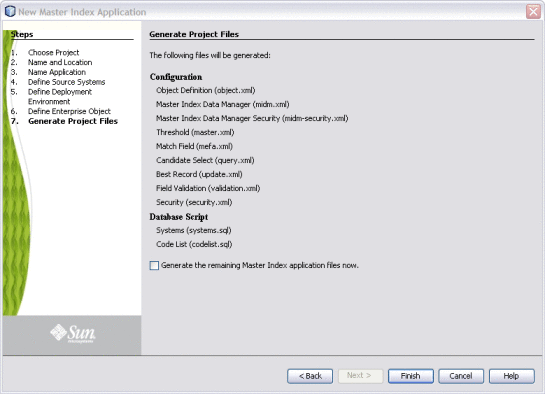 New Master Index Application
Steps
1. Choose Project
2. Name and Location
3. Name Application
4. Define Source Systems
5. Define Deployment
Environment
6. Define Enterprise Object
7. Generate Project Files
Generate Project Files
The following files will be generated:
Configuration
Object Definition (object.xml)
Master Index Data Manager (midm.xml)
Master Index Data Manager Security (midm-security.xml)
Threshold (master.xml)
Match Field (mefa.xml)
Candidate Select (query.xml)
Best Record (update.xml)
Field Validation (validation.xml)
Security (security.xml)
Database Script
Systems (systems.sql)
Code List (codelist.sql)
Generate the remaining Master Index application files now.
Sun
microsystems
< Back
Next >
Finish
Cancel
Help